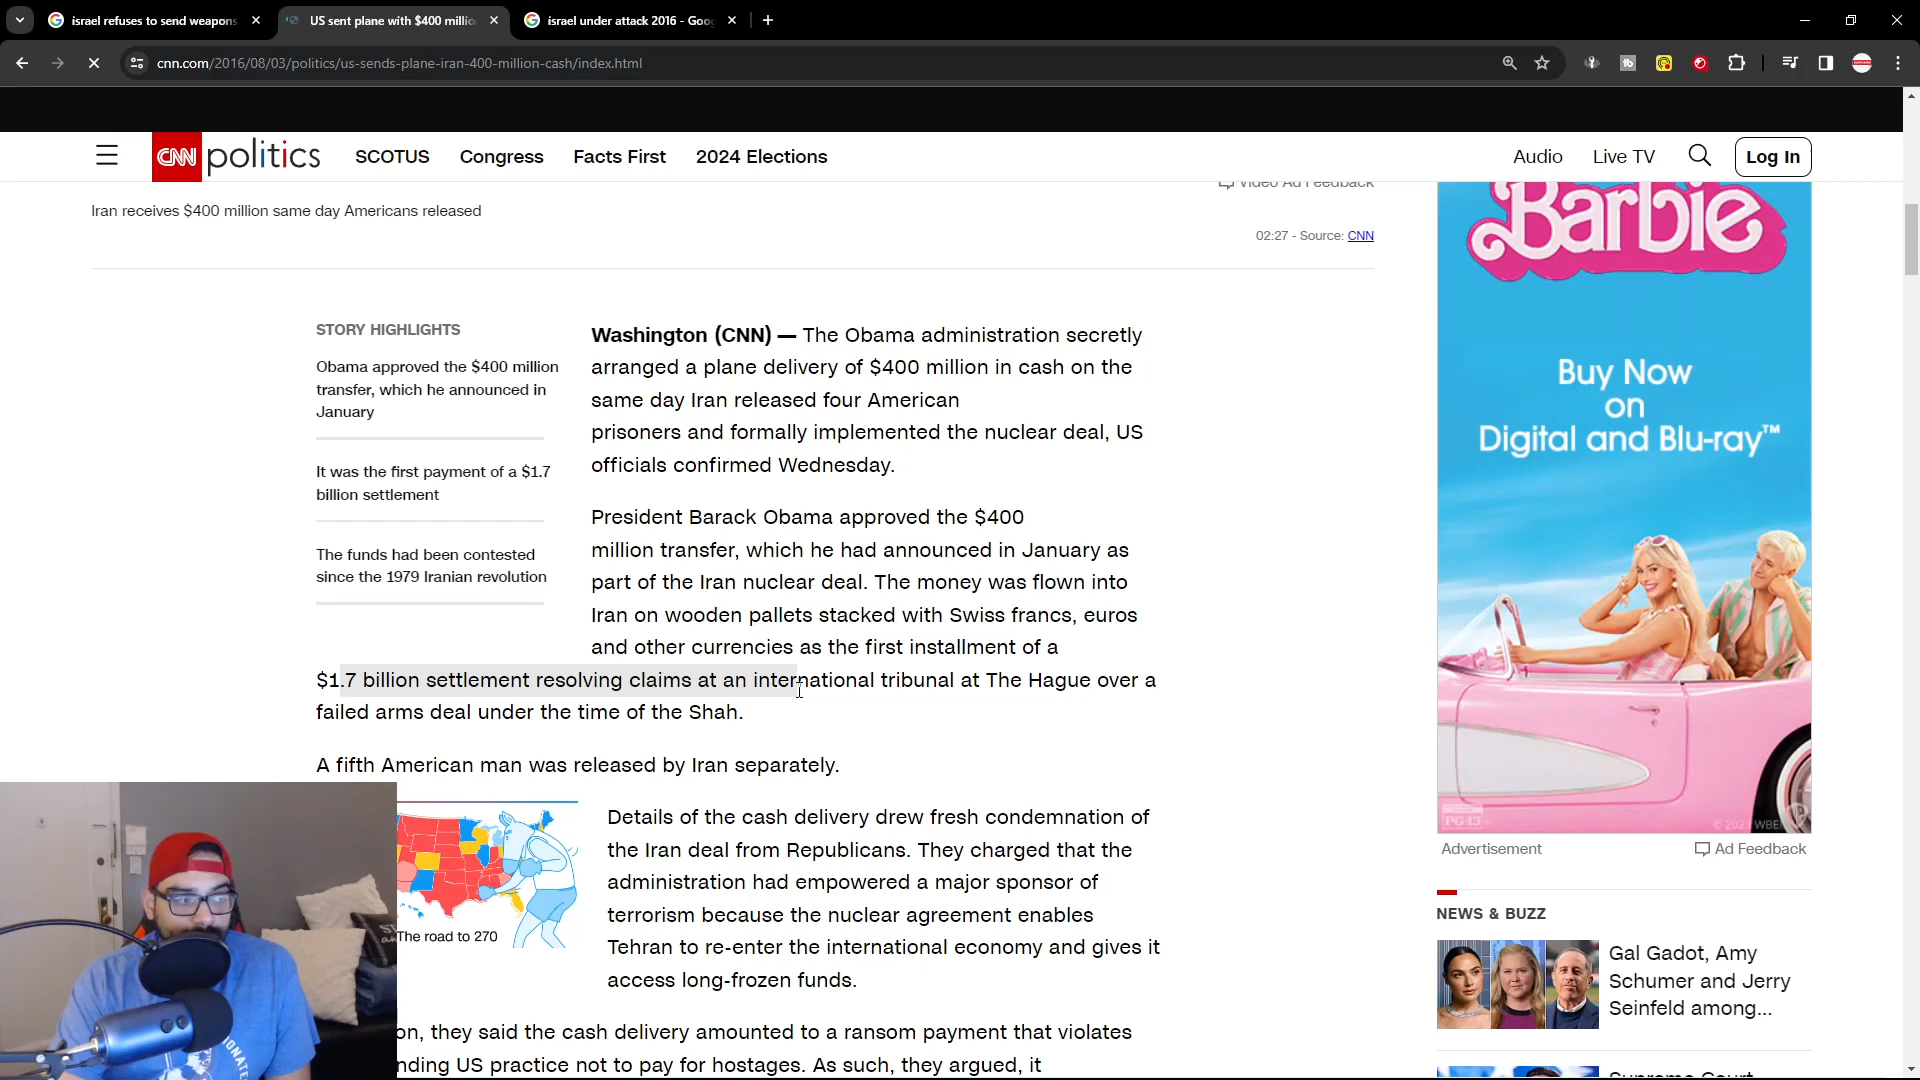 israel refuses to send weapons
US sent plane with $400 millio
israel under attack 2016 - Goo
cnn.com/2016/08/03/politics/us-sends-plane-iran-400-million-cash/index.html
CNN politics
SCOTUS
Congress
Facts First
2024 Elections
Audio
Live TV
Log In
Video Ad Feedback
Iran receives $400 million same day Americans released
02:27 - Source: CNN
STORY HIGHLIGHTS
Obama approved the $400 million
transfer, which he announced in
January
It was the first payment of a $1.7
billion settlement
The funds had been contested
since the 1979 Iranian revolution
Washington (CNN) — The Obama administration secretly
arranged a plane delivery of $400 million in cash on the
same day Iran released four American
prisoners and formally implemented the nuclear deal, US
officials confirmed Wednesday.
President Barack Obama approved the $400
million transfer, which he had announced in January as
part of the Iran nuclear deal. The money was flown into
Iran on wooden pallets stacked with Swiss francs, euros
and other currencies as the first installment of a
$1.7 billion settlement resolving claims at an international tribunal at The Hague over a
failed arms deal under the time of the Shah.
A fifth American man was released by Iran separately.
The road to 270
Details of the cash delivery drew fresh condemnation of
the Iran deal from Republicans. They charged that the
administration had empowered a major sponsor of
terrorism because the nuclear agreement enables
Tehran to re-enter the international economy and gives it
access long-frozen funds.
on, they said the cash delivery amounted to a ransom payment that violates
nding US practice not to pay for hostages. As such, they argued, it
Barbie
Buy Now
on
Digital and Blu-ray™
PG-13
© 2023 WBEI
Advertisement
Ad Feedback
NEWS & BUZZ
Gal Gadot, Amy
Schumer and Jerry
Seinfeld among...
Supreme Court